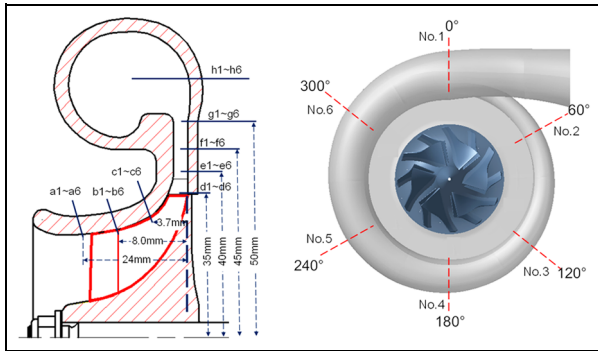 h1~h6
g1~g6
f1~f6
e1~e6
d1~d6
c1~c6
b1~b6
a1~a6
3.7mm
8.0mm
24mm
35mm
40mm
45mm
50mm
0°
No.1
60°
No.2
No.3
120°
No.4
180°
No.5
240°
300°
No.6